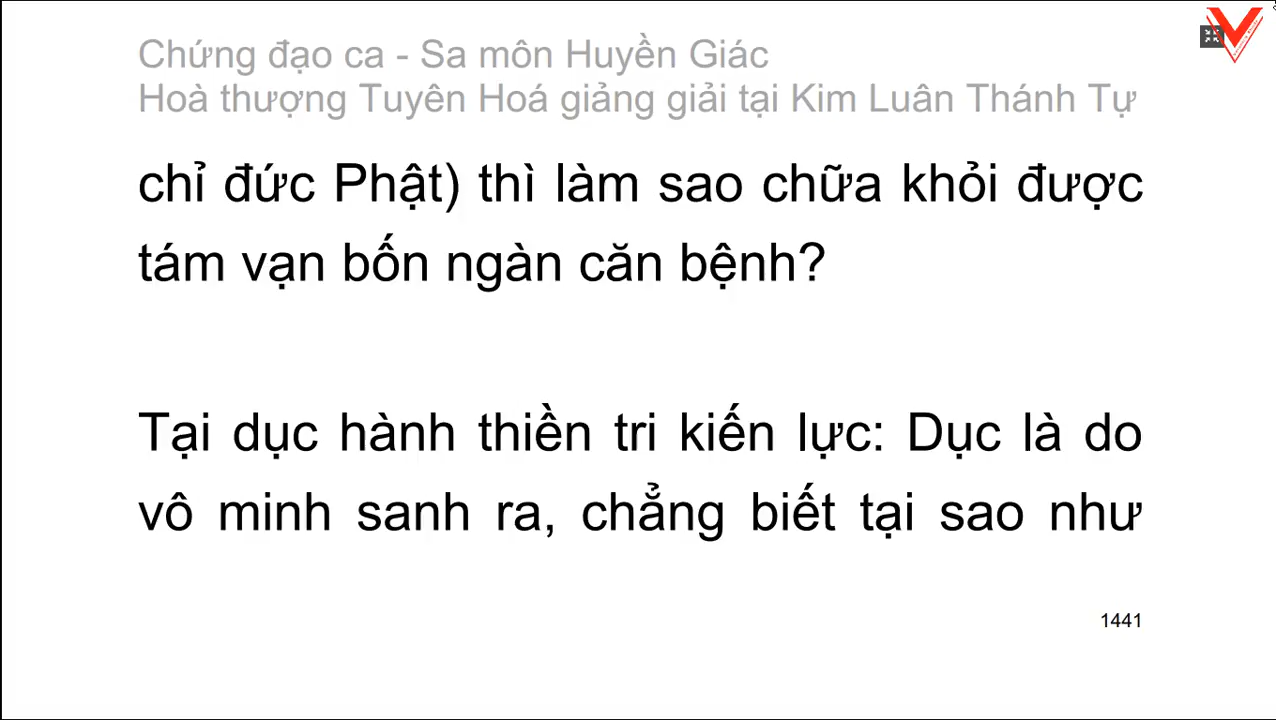 Chứng đạo ca - Sa môn Huyền Giác
Hoà thượng Tuyên Hoá giảng giải tại Kim Luân Thánh Tự
chỉ đức Phật) thì làm sao chữa khỏi được
tám vạn bốn ngàn căn bệnh?
Tại dục hành thiền tri kiến lực: Dục là do
vô minh sanh ra, chẳng biết tại sao như
1441